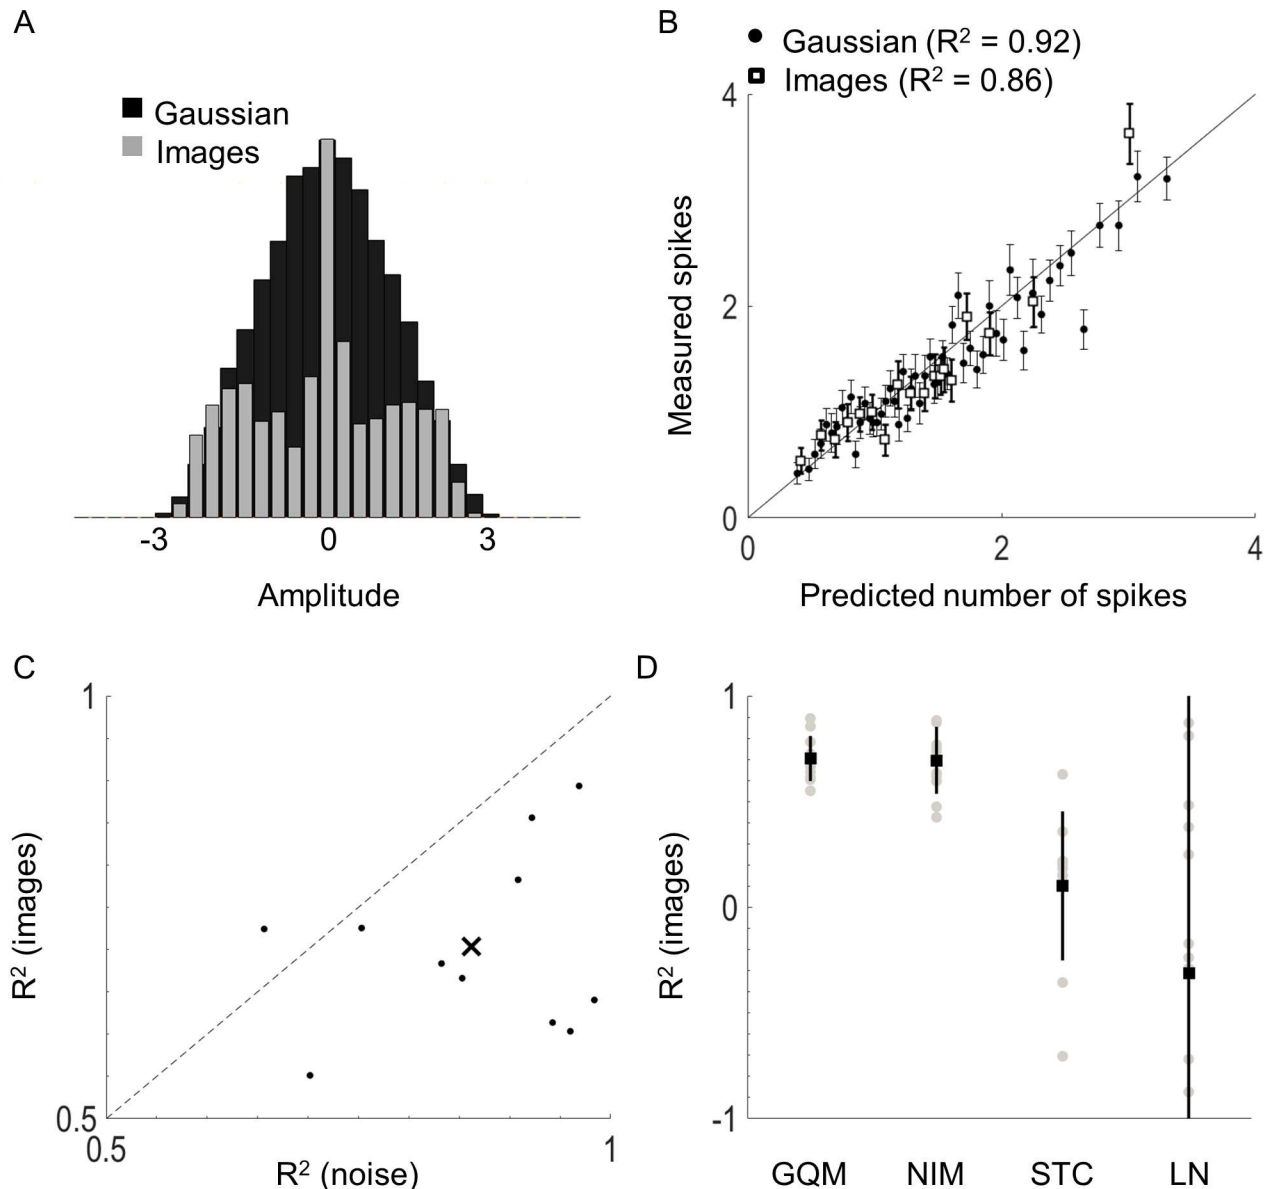 A
Gaussian
Images
-3
0
3
Amplitude
B
Gaussian (R² = 0.92)
Images (R² = 0.86)
4
2
0
Measured spikes
0
2
4
Predicted number of spikes
C
1
0.5
R² (images)
0.5
1
R² (noise)
D
1
0
-1
R² (images)
GQM
NIM
STC
LN